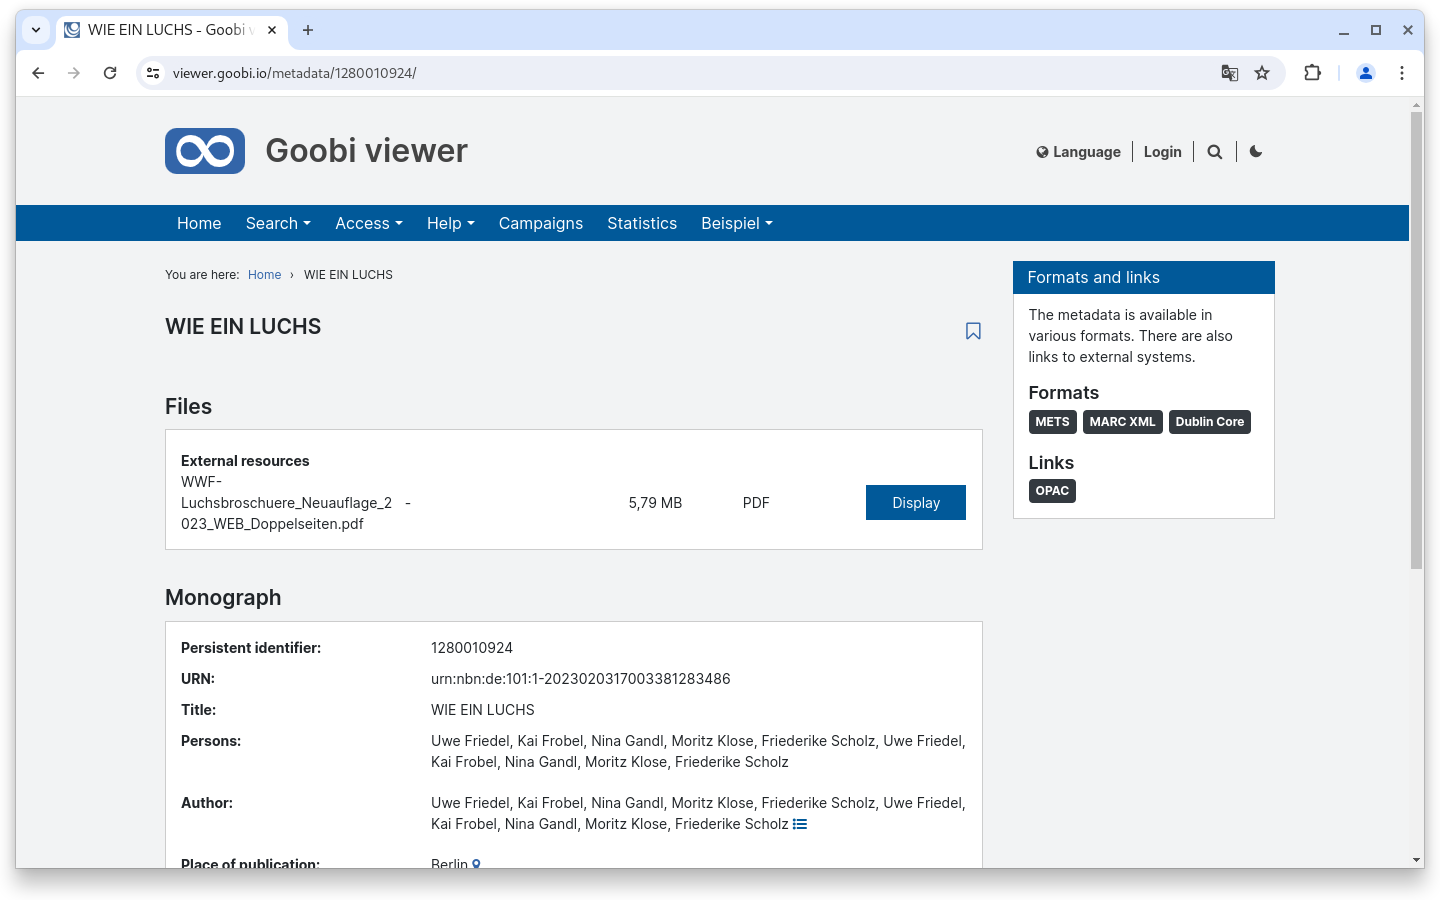 WIE EIN LUCHS - Goobi v
viewer.goobi.io/metadata/1280010924/
Goobi viewer
Language
Login
Home
Search
Access
Help
Campaigns
Statistics
Beispiel
You are here: Home › WIE EIN LUCHS
WIE EIN LUCHS
Files
External resources
WWF-
Luchsbroschuere_Neuauflage_2 - 5,79 MB PDF Display
023_WEB_Doppelseiten.pdf
Monograph
Persistent identifier: 1280010924
URN: urn:nbn:de:101:1-2023020317003381283486
Title: WIE EIN LUCHS
Persons: Uwe Friedel, Kai Frobel, Nina Gandl, Moritz Klose, Friederike Scholz, Uwe Friedel,
Kai Frobel, Nina Gandl, Moritz Klose, Friederike Scholz
Author: Uwe Friedel, Kai Frobel, Nina Gandl, Moritz Klose, Friederike Scholz, Uwe Friedel,
Kai Frobel, Nina Gandl, Moritz Klose, Friederike Scholz
Place of publication: Berlin
Formats and links
The metadata is available in
various formats. There are also
links to external systems.
Formats
METS
MARC XML
Dublin Core
Links
OPAC